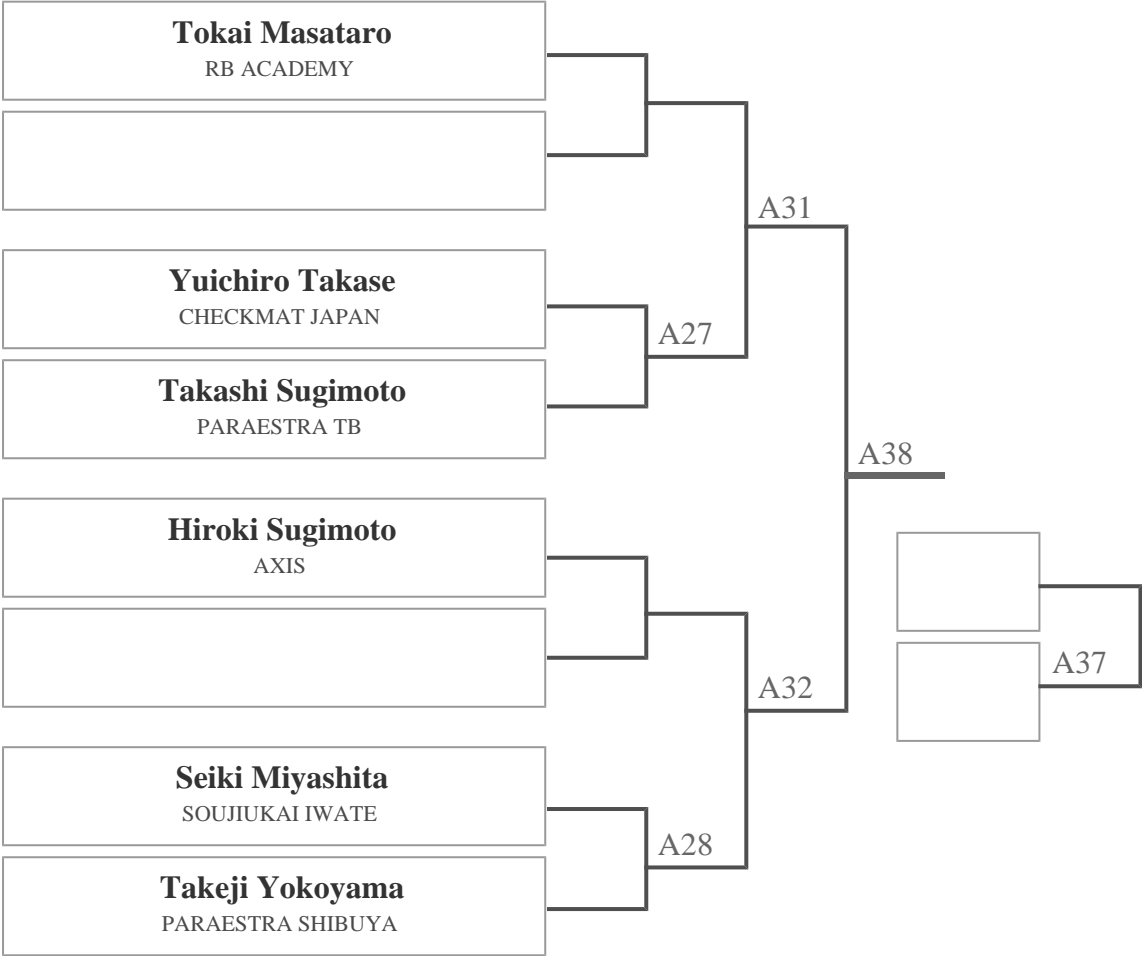 Tokai Masataro
RB ACADEMY
A31
Yuichiro Takase
CHECKMAT JAPAN
A27
Takashi Sugimoto
PARAESTRA TB
A38
Hiroki Sugimoto
AXIS
A37
A32
Seiki Miyashita
SOUJIUKAI IWATE
A28
Takeji Yokoyama
PARAESTRA SHIBUYA